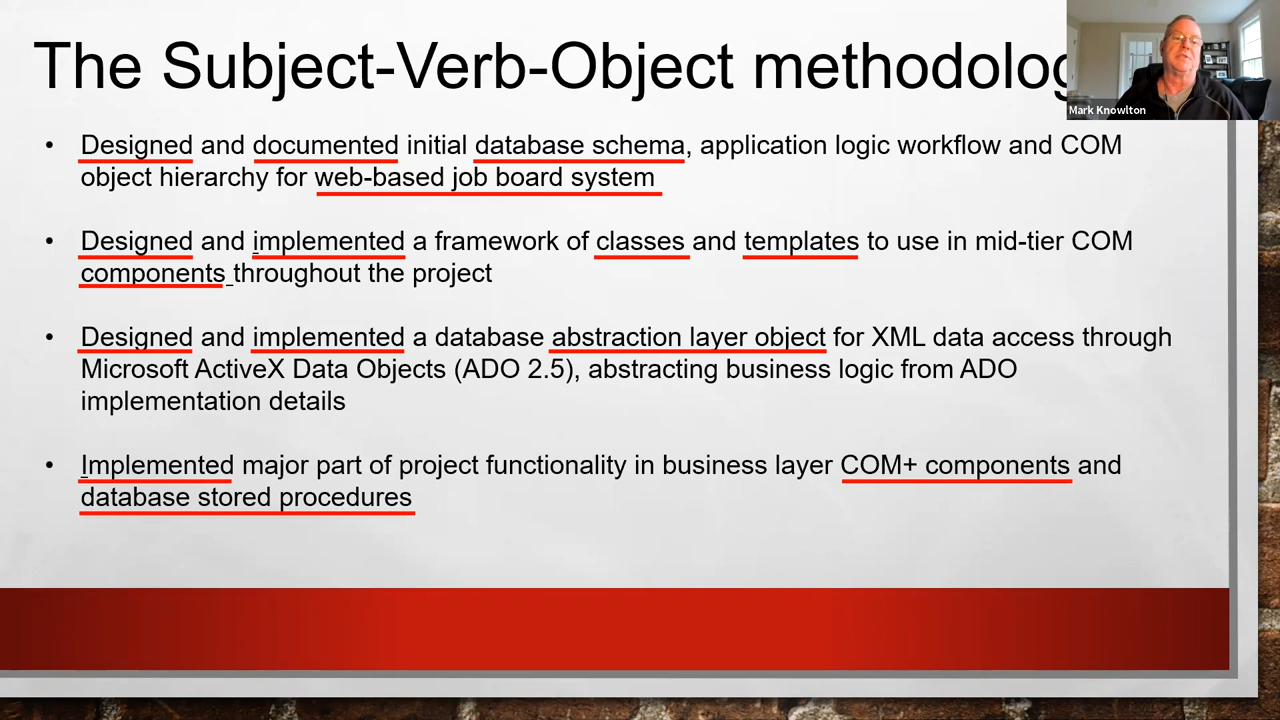 The Subject-Verb-Object methodolog
Mark Knowlton
• Designed and documented initial database schema, application logic workflow and COM
object hierarchy for web-based job board system
• Designed and implemented a framework of classes and templates to use in mid-tier COM
components throughout the project
• Designed and implemented a database abstraction layer object for XML data access through
Microsoft ActiveX Data Objects (ADO 2.5), abstracting business logic from ADO
implementation details
• Implemented major part of project functionality in business layer COM+ components and
database stored procedures